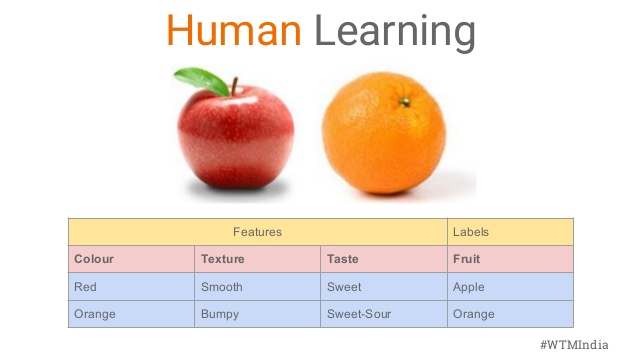 Human Learning
Features Labels
Colour Texture Taste Fruit
Red Smooth Sweet Apple
Orange Bumpy Sweet-Sour Orange
#WTMIndia